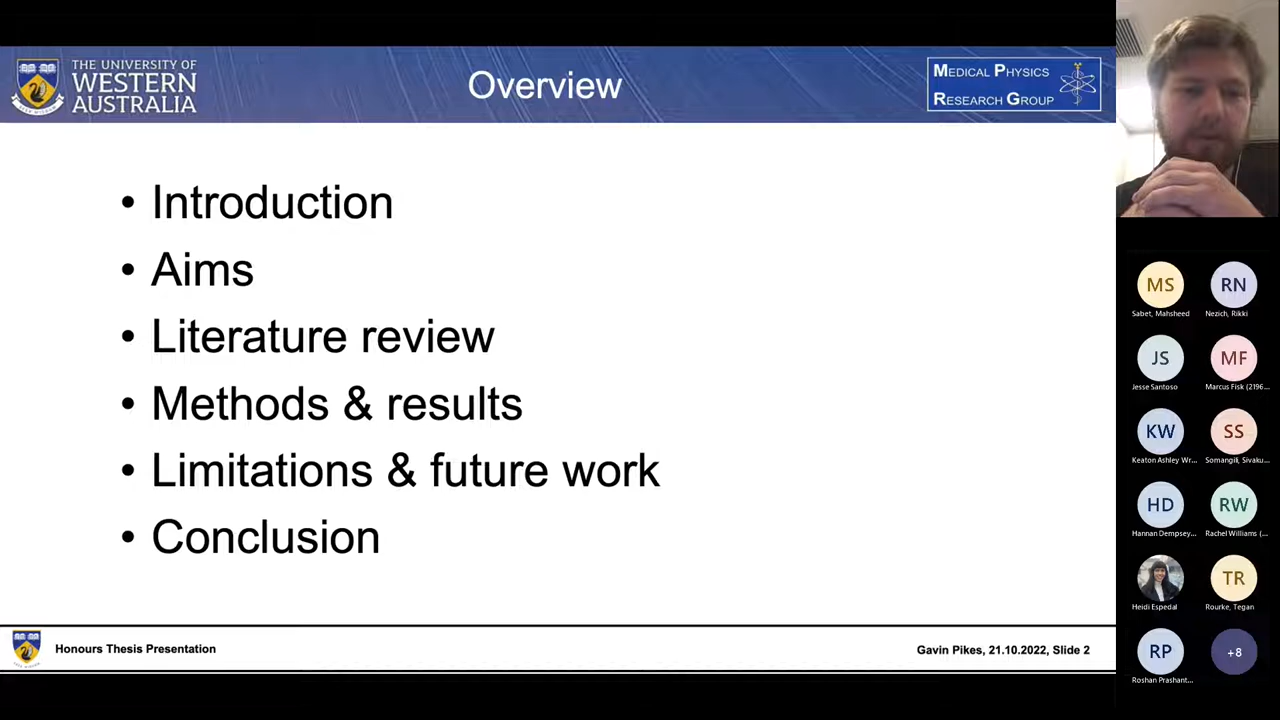 THE UNIVERSITY OF
WESTERN
AUSTRALIA
Overview
MEDICAL PHYSICS
RESEARCH GROUP
• Introduction
• Aims
• Literature review
• Methods & results
• Limitations & future work
• Conclusion
Honours Thesis Presentation
Gavin Pikes, 21.10.2022, Slide 2
MS
RN
Sabet, Mahsheed
Nezich, Rikki
JS
MF
Jesse Santoso
Marcus Fisk (2196...
KW
SS
Keaton Ashley Wr...
Somangili, Sivaku...
HD
RW
Hannan Dempsey...
Rachel Williams (...
TR
Heidi Espedal
Rourke, Tegan
RP
+8
Roshan Prashant...